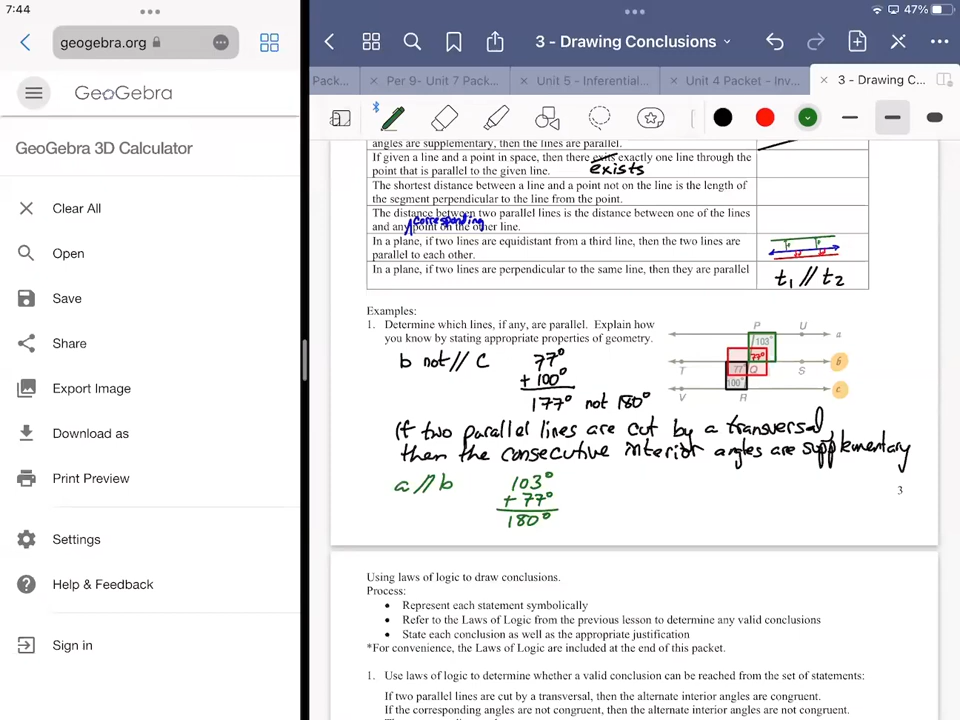 7:44
47%
geogebra.org
3 - Drawing Conclusions
Pack...
Per 9- Unit 7 Pack...
Unit 5 - Inferential...
Unit 4 Packet - Inv...
3 - Drawing C...
GeoGebra
GeoGebra 3D Calculator
Clear All
Open
Save
Share
Export Image
Download as
Print Preview
Settings
Help & Feedback
Sign in
angles are supplementary, then the lines are parallel.
If given a line and a point in space, then there exits exactly one line through the
point that is parallel to the given line.
exists
The shortest distance between a line and a point not on the line is the length of
the segment perpendicular to the line from the point.
The distance between two parallel lines is the distance between one of the lines
corresponding
and any point on the other line.
In a plane, if two lines are equidistant from a third line, then the two lines are
parallel to each other.
In a plane, if two lines are perpendicular to the same line, then they are parallel
t1 // t2
Examples:
1. Determine which lines, if any, are parallel. Explain how
you know by stating appropriate properties of geometry.
P U
103° a
77° b
T 77° Q S
100° c
V R
b not // c 77°
+ 100°
177° not 180°
If two parallel lines are cut by a transversal,
then the consecutive interior angles are supplementary
a // b 103°
+ 77°
180°
3
Using laws of logic to draw conclusions.
Process:
• Represent each statement symbolically
• Refer to the Laws of Logic from the previous lesson to determine any valid conclusions
• State each conclusion as well as the appropriate justification
*For convenience, the Laws of Logic are included at the end of this packet.
1. Use laws of logic to determine whether a valid conclusion can be reached from the set of statements:
If two parallel lines are cut by a transversal, then the alternate interior angles are congruent.
If the corresponding angles are not congruent, then the alternate interior angles are not congruent.